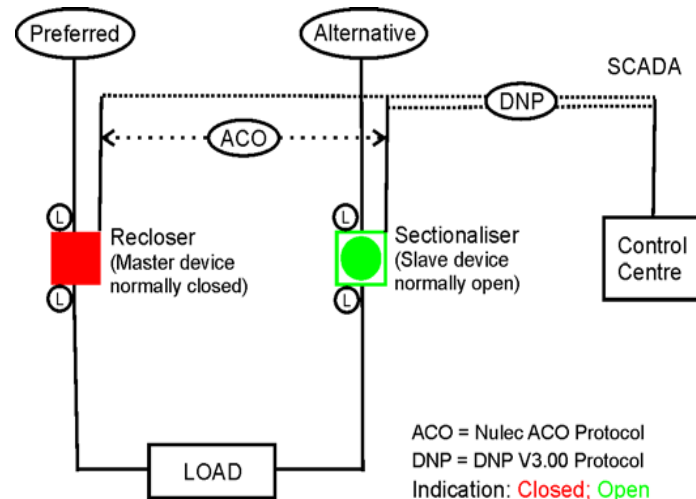 Preferred
Alternative
SCADA
DNP
ACO
L
L
Recloser
(Master device
normally closed)
Sectionaliser
(Slave device
normally open)
Control
Centre
L
L
LOAD
ACO = Nulec ACO Protocol
DNP = DNP V3.00 Protocol
Indication: Closed; Open